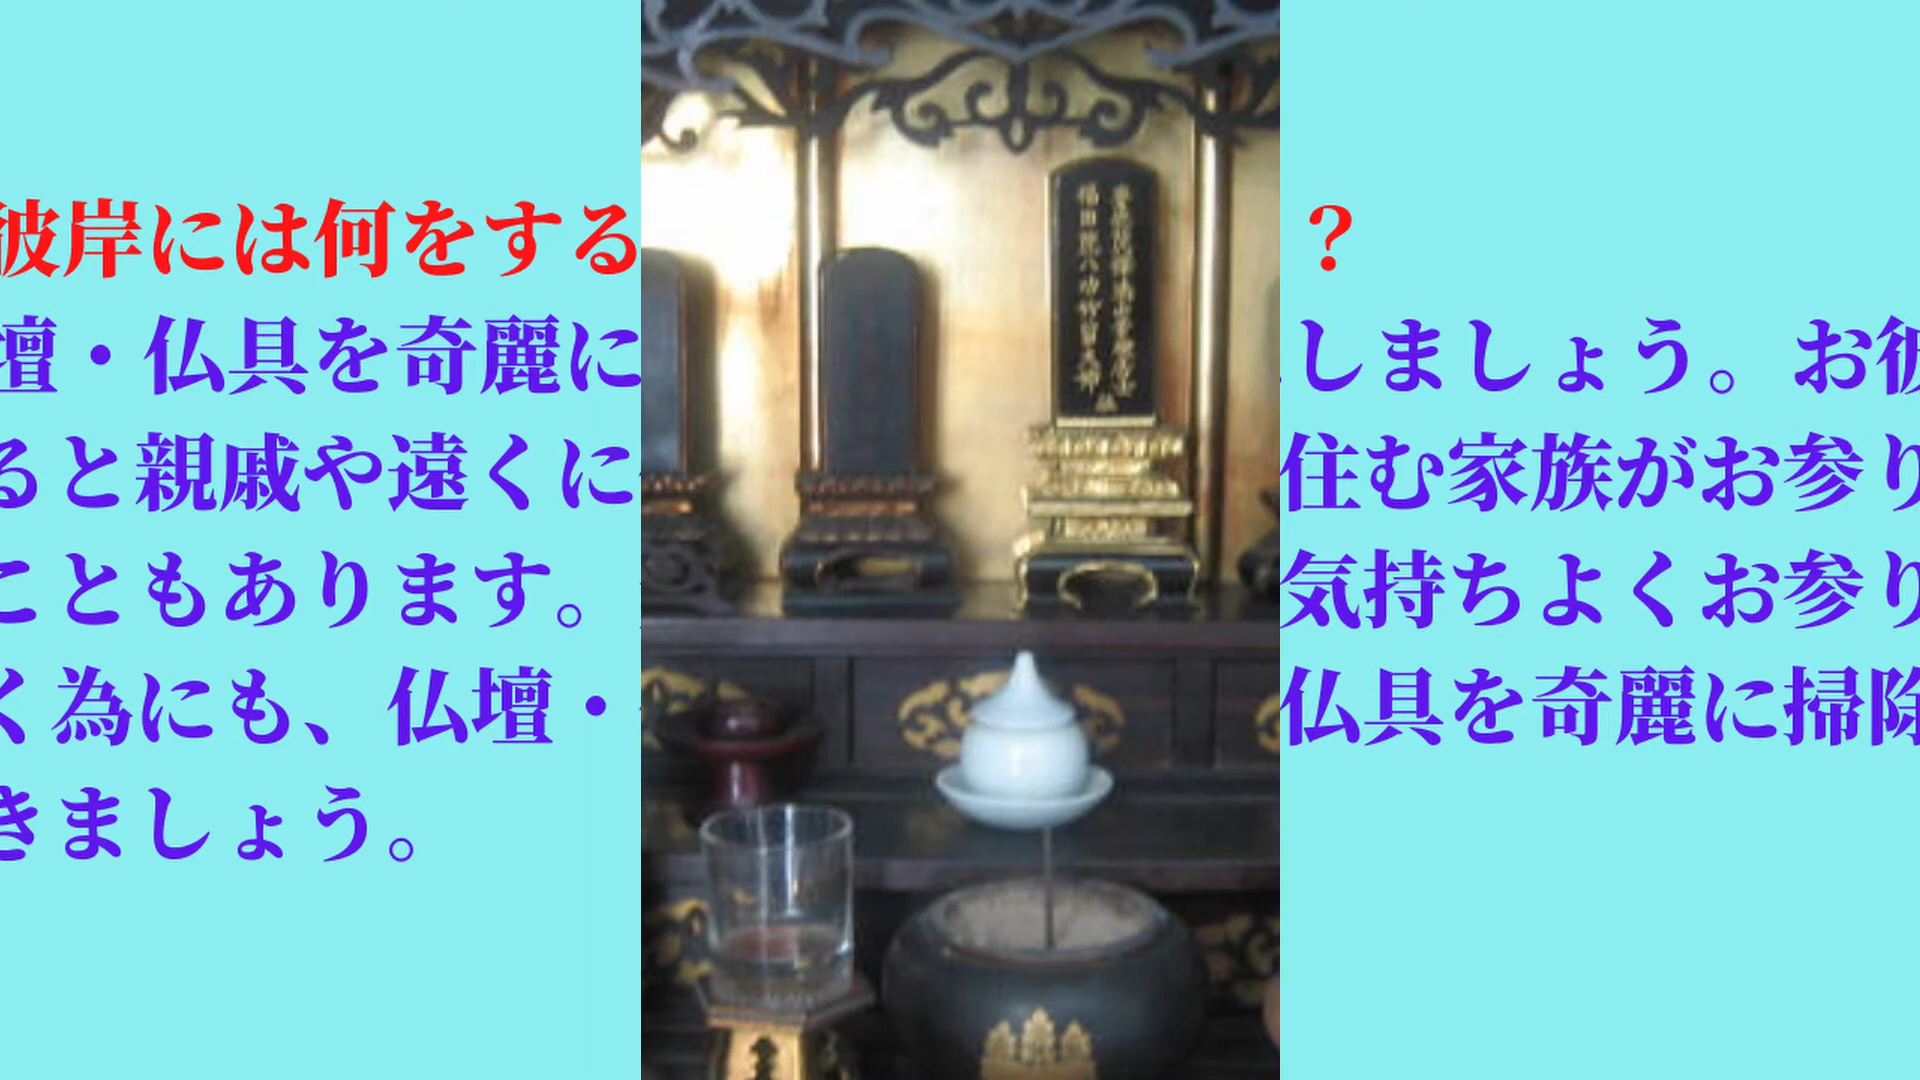 彼岸には何をする
？
壇・仏具を奇麗に
しましょう。お彼
ると親戚や遠くに
住む家族がお参り
こともあります。
気持ちよくお参り
く為にも、仏壇・
仏具を奇麗に掃除
きましょう。